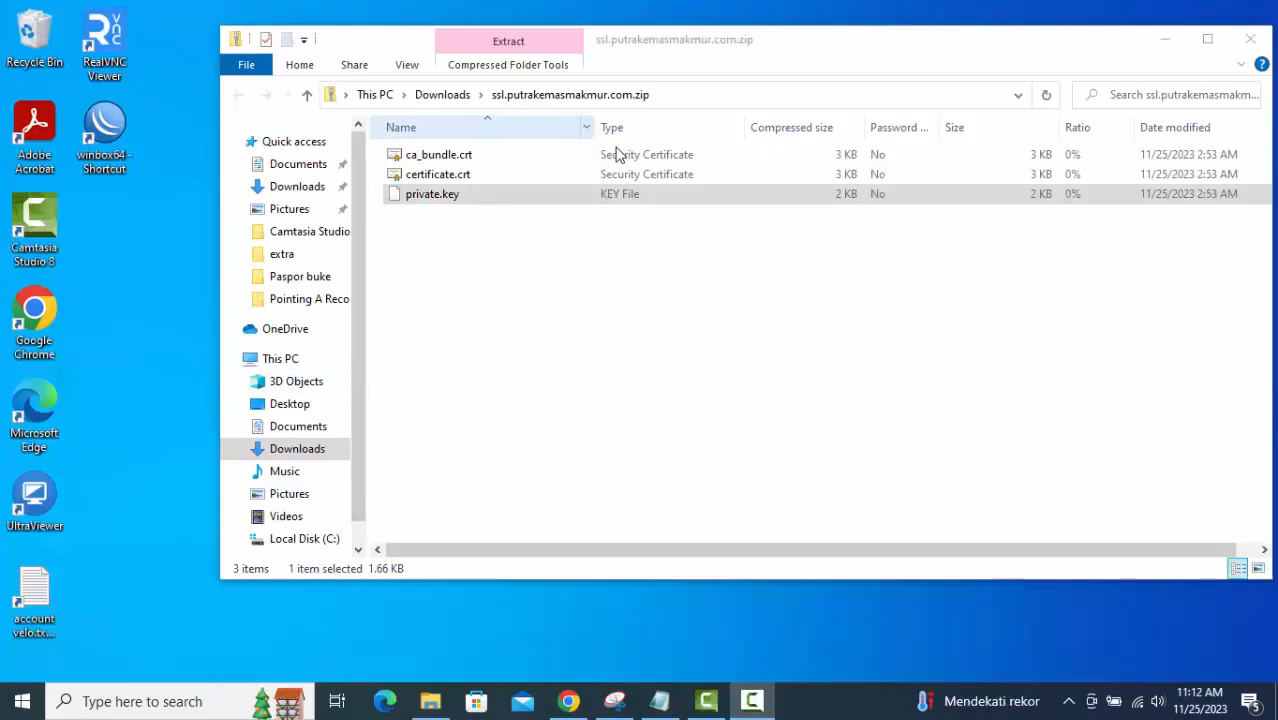 Recycle Bin
RealVNC
Viewer
Adobe
Acrobat
winbox64 -
Shortcut
Camtasia
Studio 8
Google
Chrome
Microsoft
Edge
UltraViewer
account
velo.tx...
Extract
ssl.putrakemasmakmur.com.zip
File
Home
Share
View
Compressed Folder Tools
This PC
Downloads
ssl.putrakemasmakmur.com.zip
Search ssl.putrakemasmakm...
Quick access
Documents
Downloads
Pictures
Camtasia Studio
extra
Paspor buke
Pointing A Reco
OneDrive
This PC
3D Objects
Desktop
Documents
Downloads
Music
Pictures
Videos
Local Disk (C:)
Name Type Compressed size Password ... Size Ratio Date modified
ca_bundle.crt Security Certificate 3 KB No 3 KB 0% 11/25/2023 2:53 AM
certificate.crt Security Certificate 3 KB No 3 KB 0% 11/25/2023 2:53 AM
private.key KEY File 2 KB No 2 KB 0% 11/25/2023 2:53 AM
3 items 1 item selected 1.66 KB
Type here to search
Mendekati rekor
11:12 AM
11/25/2023
5